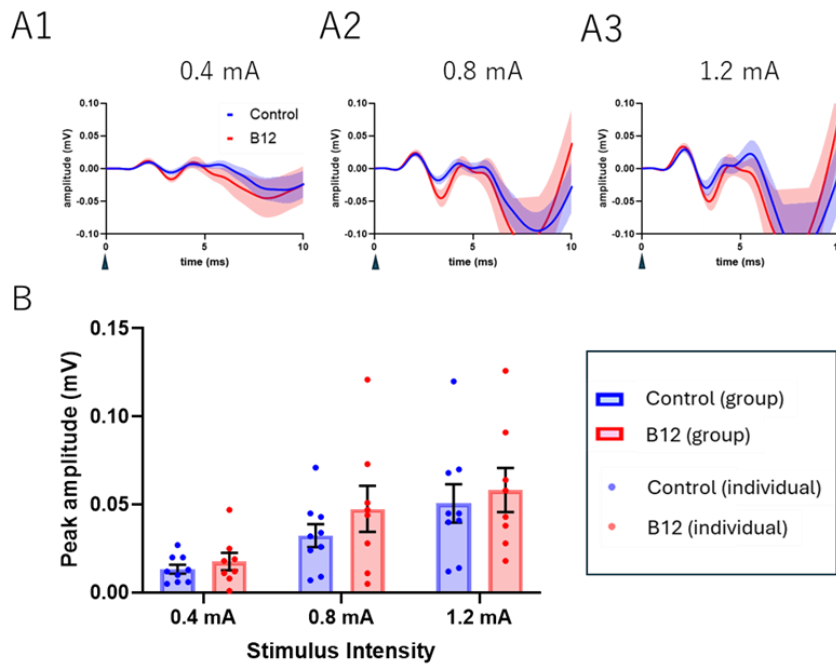 A1
A2
A3
0.4 mA
0.8 mA
1.2 mA
0.10
0.05
0.00
-0.05
-0.10
amplitude (mV)
Control
B12
0
5
10
time (ms)
0.10
0.05
0.00
-0.05
-0.10
amplitude (mV)
0
5
10
time (ms)
0.10
0.05
0.00
-0.05
-0.10
amplitude (mV)
0
5
time (ms)
B
0.15
0.10
0.05
0.00
Peak amplitude (mV)
0.4 mA
0.8 mA
1.2 mA
Stimulus Intensity
Control (group)
B12 (group)
Control (individual)
B12 (individual)